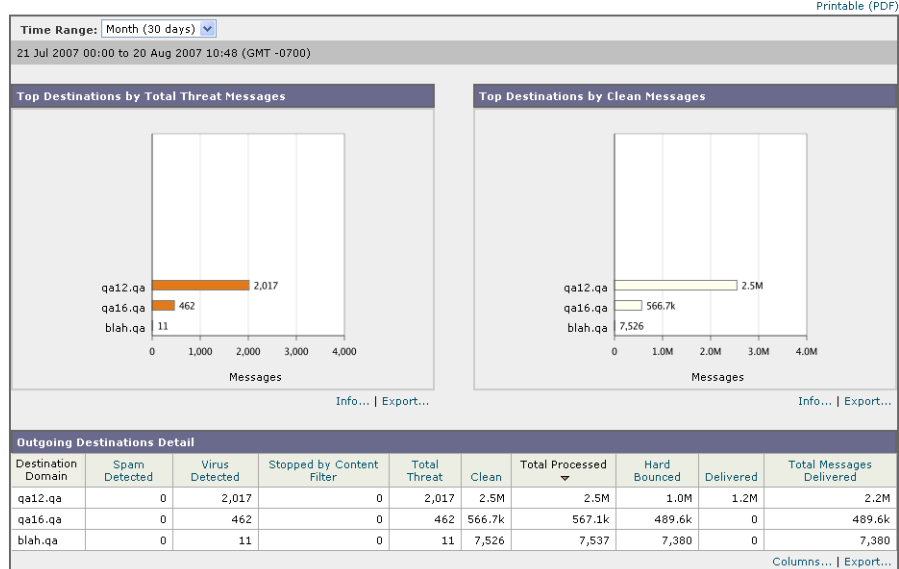 Printable (PDF)
Time Range: Month (30 days)
21 Jul 2007 00:00 to 20 Aug 2007 10:48 (GMT -0700)
Top Destinations by Total Threat Messages
qa12.qa 2,017
qa16.qa 462
blah.qa 11
0 1,000 2,000 3,000 4,000
Messages
Info... | Export...
Top Destinations by Clean Messages
qa12.qa 2.5M
qa16.qa 566.7k
blah.qa 7,526
0 1.0M 2.0M 3.0M 4.0M
Messages
Info... | Export...
Outgoing Destinations Detail
Destination Domain Spam Detected Virus Detected Stopped by Content Filter Total Threat Clean Total Processed Hard Bounced Delivered Total Messages Delivered
qa12.qa 0 2,017 0 2,017 2.5M 2.5M 1.0M 1.2M 2.2M
qa16.qa 0 462 0 462 566.7k 567.1k 489.6k 0 489.6k
blah.qa 0 11 0 11 7,526 7,537 7,380 0 7,380
Columns... | Export...